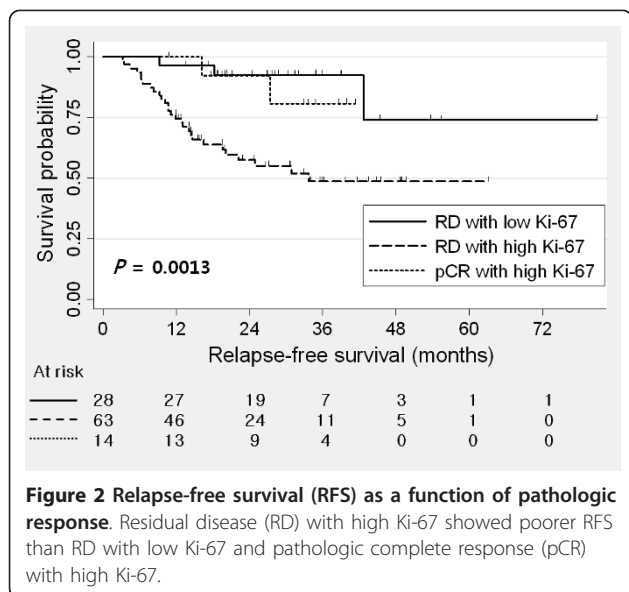 1.00
0.75
0.50
0.25
0.00
Survival probability
RD with low Ki-67
RD with high Ki-67
pCR with high Ki-67
P = 0.0013
0 12 24 36 48 60 72
Relapse-free survival (months)
At risk
28 27 19 7 3 1 1
63 46 24 11 5 1 0
14 13 9 4 0 0 0
Figure 2 Relapse-free survival (RFS) as a function of pathologic
response. Residual disease (RD) with high Ki-67 showed poorer RFS
than RD with low Ki-67 and pathologic complete response (pCR)
with high Ki-67.